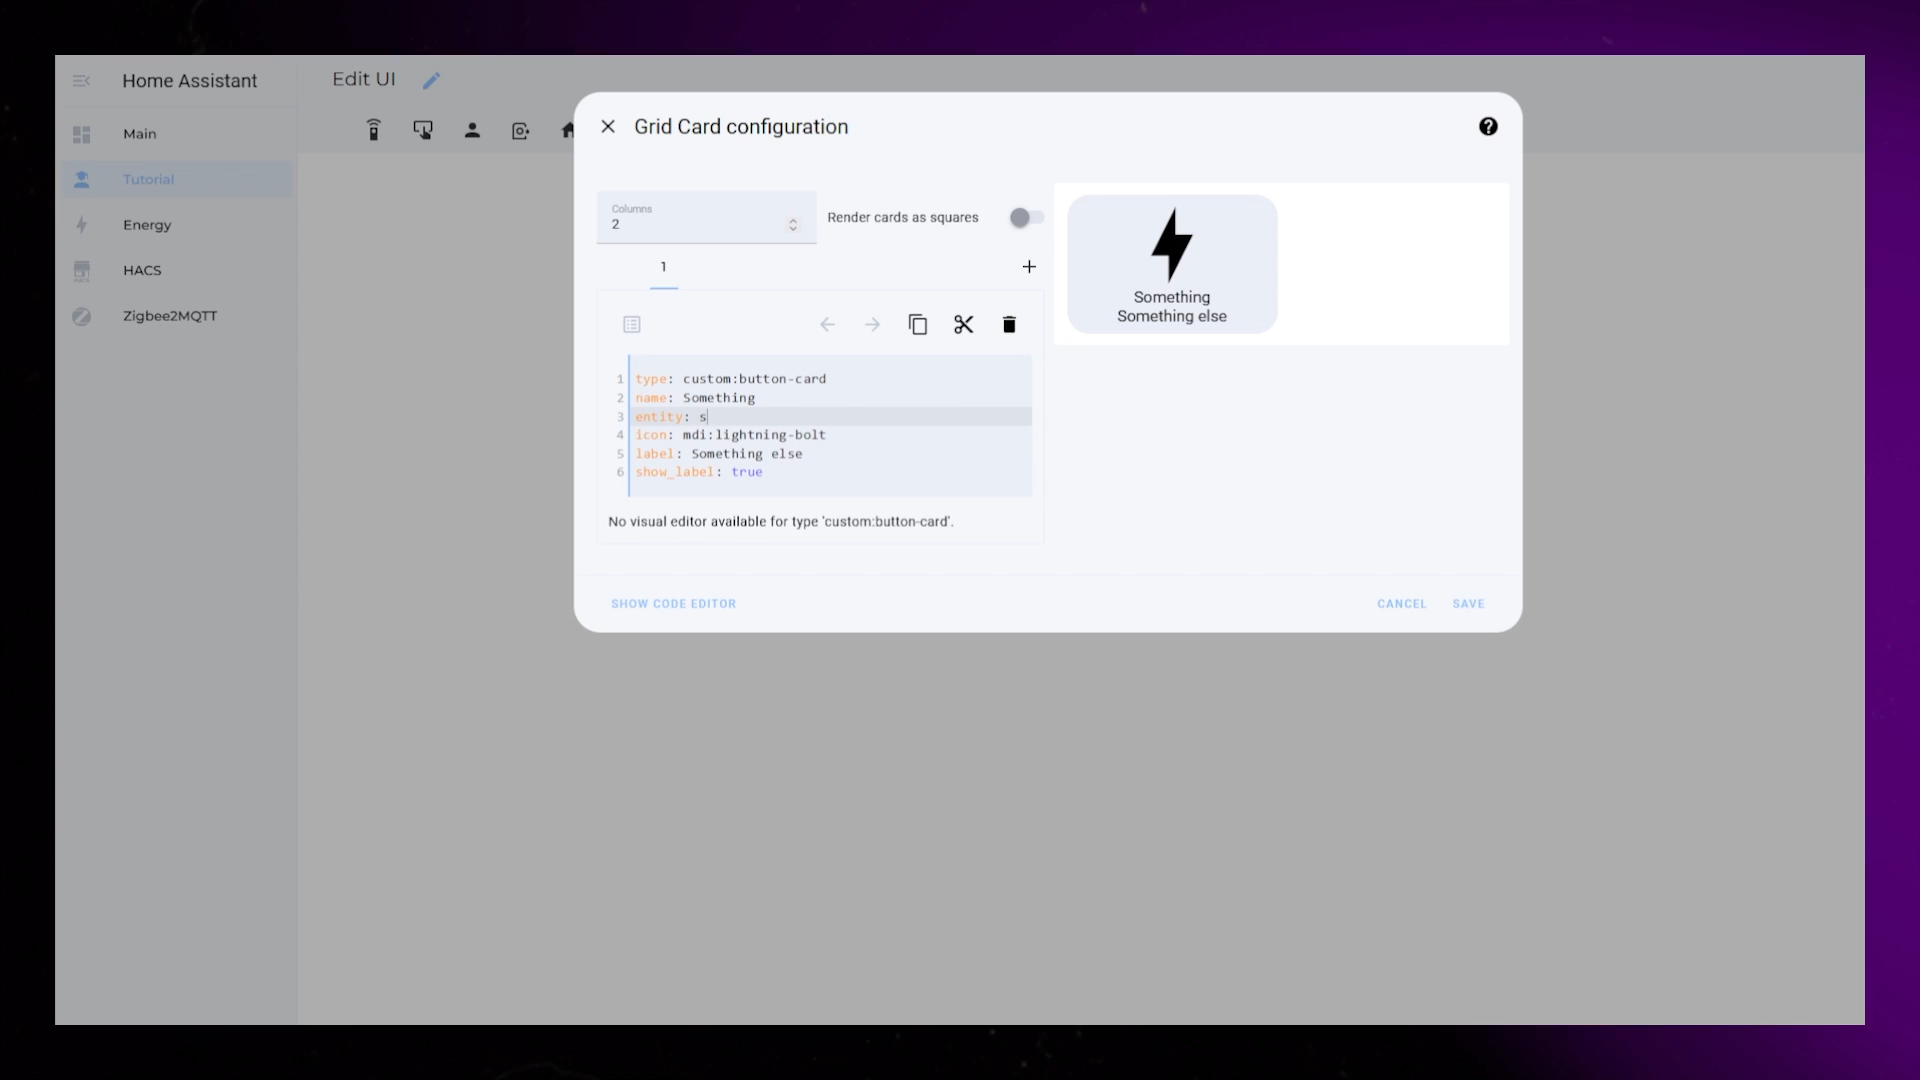 Home Assistant
Edit UI
Main
Tutorial
Energy
HACS
Zigbee2MQTT
Grid Card configuration
Columns
2
Render cards as squares
1
1 type: custom:button-card
2 name: Something
3 entity: s
4 icon: mdi:lightning-bolt
5 label: Something else
6 show_label: true
No visual editor available for type 'custom:button-card'.
Something
Something else
SHOW CODE EDITOR
CANCEL
SAVE